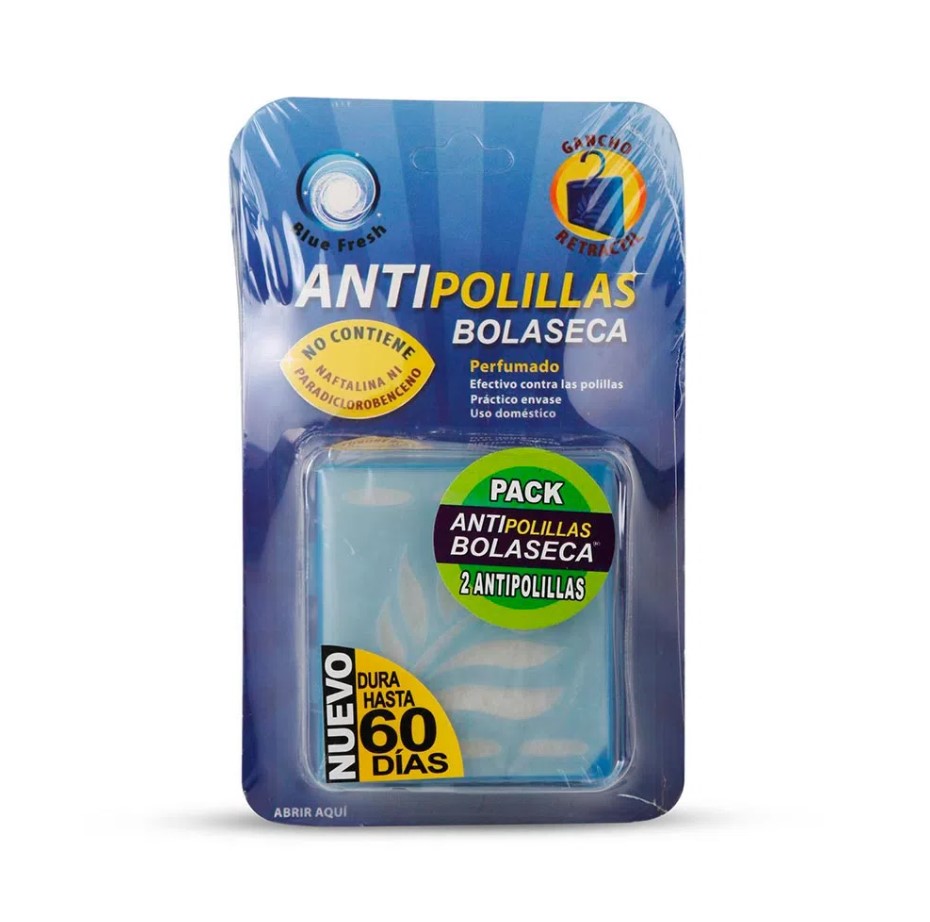 Blue Fresh
GANCHO
RETRÁCTIL
ANTIPOLILLAS
BOLASECA
NO CONTIENE
NAFTALINA NI
PARADICLOROBENCENO
Perfumado
Efectivo contra las polillas
Práctico envase
Uso doméstico
PACK
ANTIPOLILLAS
BOLASECA®
2 ANTIPOLILLAS
NUEVO
DURA
HASTA
60
DÍAS
ABRIR AQUÍ